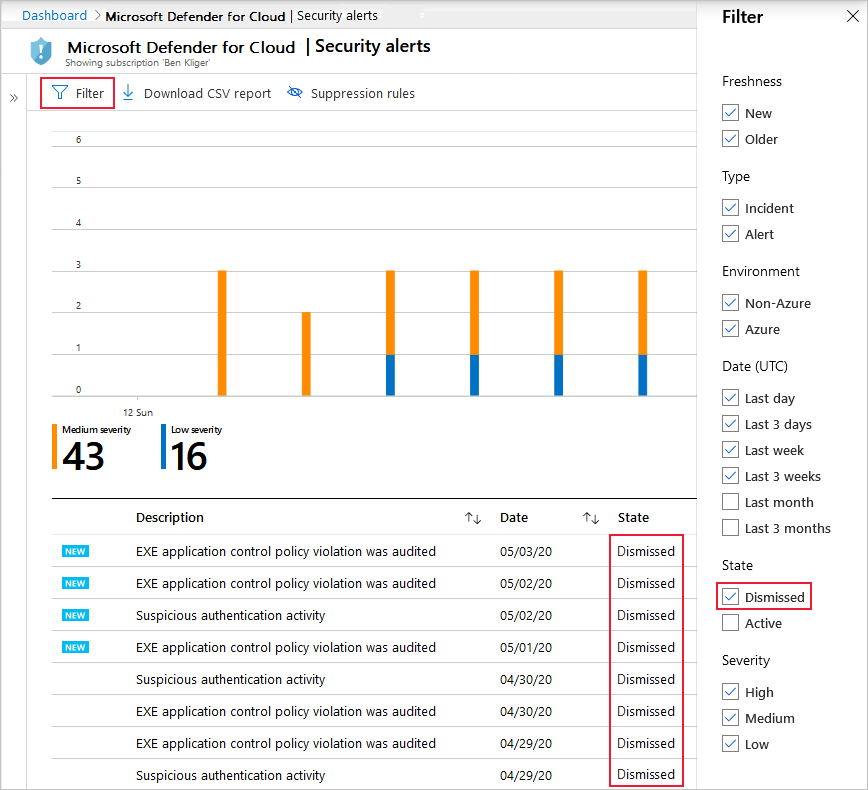 Dashboard > Microsoft Defender for Cloud | Security alerts
Microsoft Defender for Cloud | Security alerts
Showing subscription 'Ben Kliger'
» Filter Download CSV report Suppression rules
6
5
4
3
2
1
0
12 Sun
Medium severity Low severity
43 16
Description Date State
NEW EXE application control policy violation was audited 05/03/20 Dismissed
NEW EXE application control policy violation was audited 05/02/20 Dismissed
NEW Suspicious authentication activity 05/02/20 Dismissed
NEW EXE application control policy violation was audited 05/01/20 Dismissed
Suspicious authentication activity 04/30/20 Dismissed
EXE application control policy violation was audited 04/30/20 Dismissed
EXE application control policy violation was audited 04/29/20 Dismissed
Suspicious authentication activity 04/29/20 Dismissed
Filter
Freshness
New
Older
Type
Incident
Alert
Environment
Non-Azure
Azure
Date (UTC)
Last day
Last 3 days
Last week
Last 3 weeks
Last month
Last 3 months
State
Dismissed
Active
Severity
High
Medium
Low